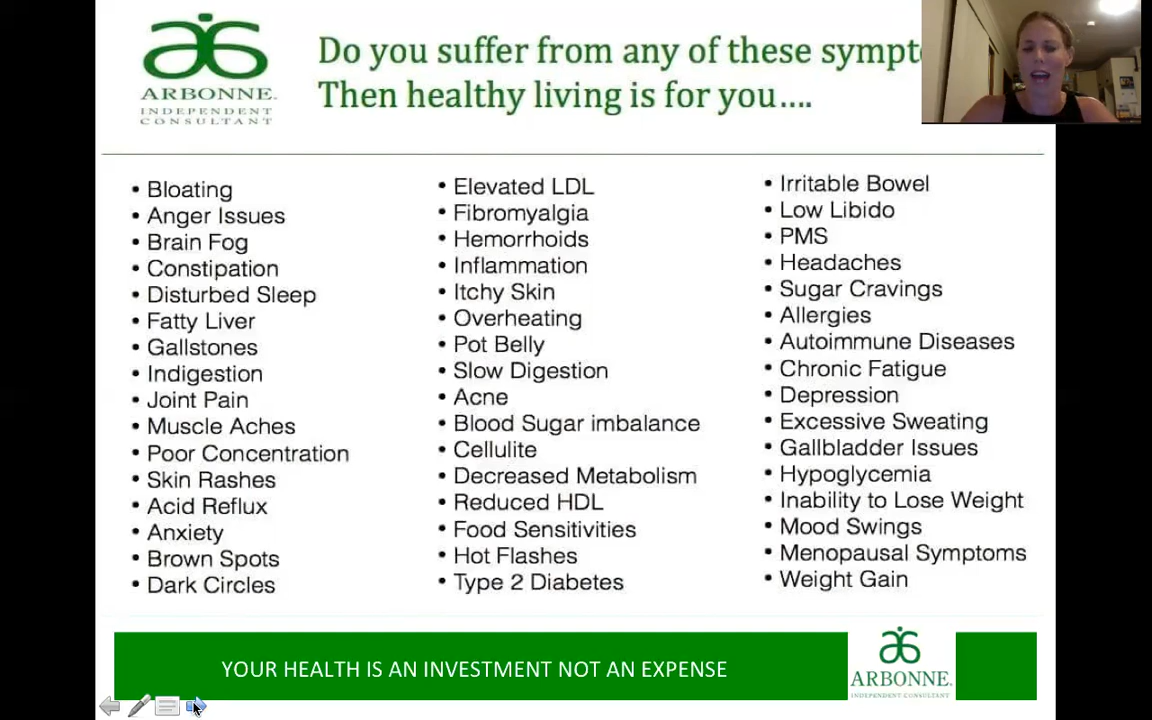 ARBONNE.
INDEPENDENT
CONSULTANT
Do you suffer from any of these
Then healthy living is for you....
• Bloating
• Anger Issues
• Brain Fog
• Constipation
• Disturbed Sleep
• Fatty Liver
• Gallstones
• Indigestion
• Joint Pain
• Muscle Aches
• Poor Concentration
• Skin Rashes
• Acid Reflux
• Anxiety
• Brown Spots
• Dark Circles
• Elevated LDL
• Fibromyalgia
• Hemorrhoids
• Inflammation
• Itchy Skin
• Overheating
• Pot Belly
• Slow Digestion
• Acne
• Blood Sugar imbalance
• Cellulite
• Decreased Metabolism
• Reduced HDL
• Food Sensitivities
• Hot Flashes
• Type 2 Diabetes
• Irritable Bowel
• Low Libido
• PMS
• Headaches
• Sugar Cravings
• Allergies
• Autoimmune Diseases
• Chronic Fatigue
• Depression
• Excessive Sweating
• Gallbladder Issues
• Hypoglycemia
• Inability to Lose Weight
• Mood Swings
• Menopausal Symptoms
• Weight Gain
YOUR HEALTH IS AN INVESTMENT NOT AN EXPENSE
ARBONNE.
INDEPENDENT CONSULTANT